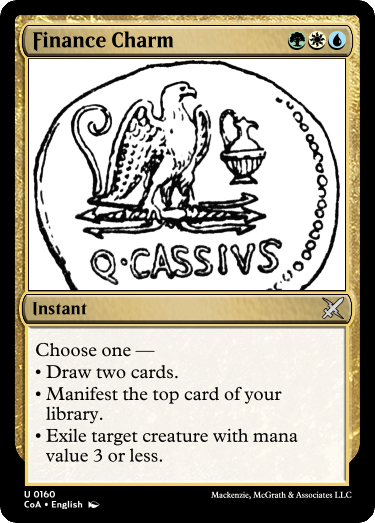 Finance Charm
Q·CASSIVS
Instant
Choose one —
• Draw two cards.
• Manifest the top card of your
library.
• Exile target creature with mana
value 3 or less.
U 0160
CoA • English
Mackenzie, McGrath & Associates LLC